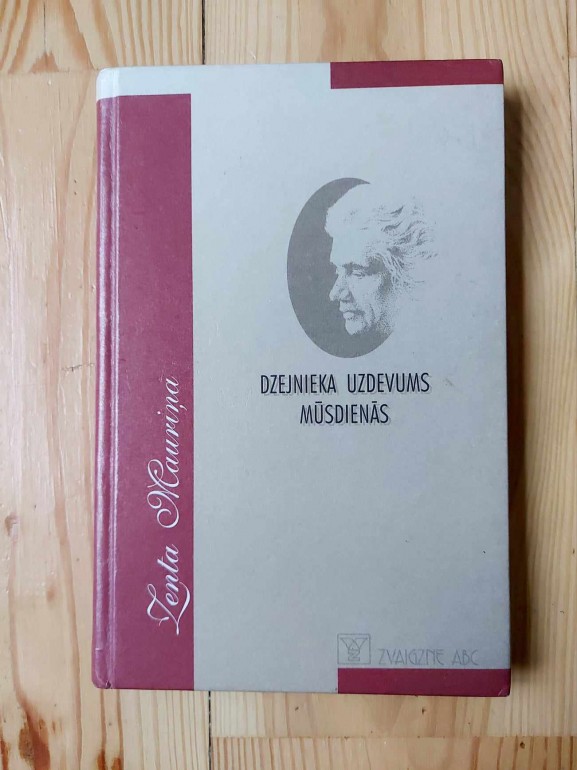 Zenta Mauriņa
DZEJNIEKA UZDEVUMS
MŪSDIENĀS
ZVAIGZNE ABC